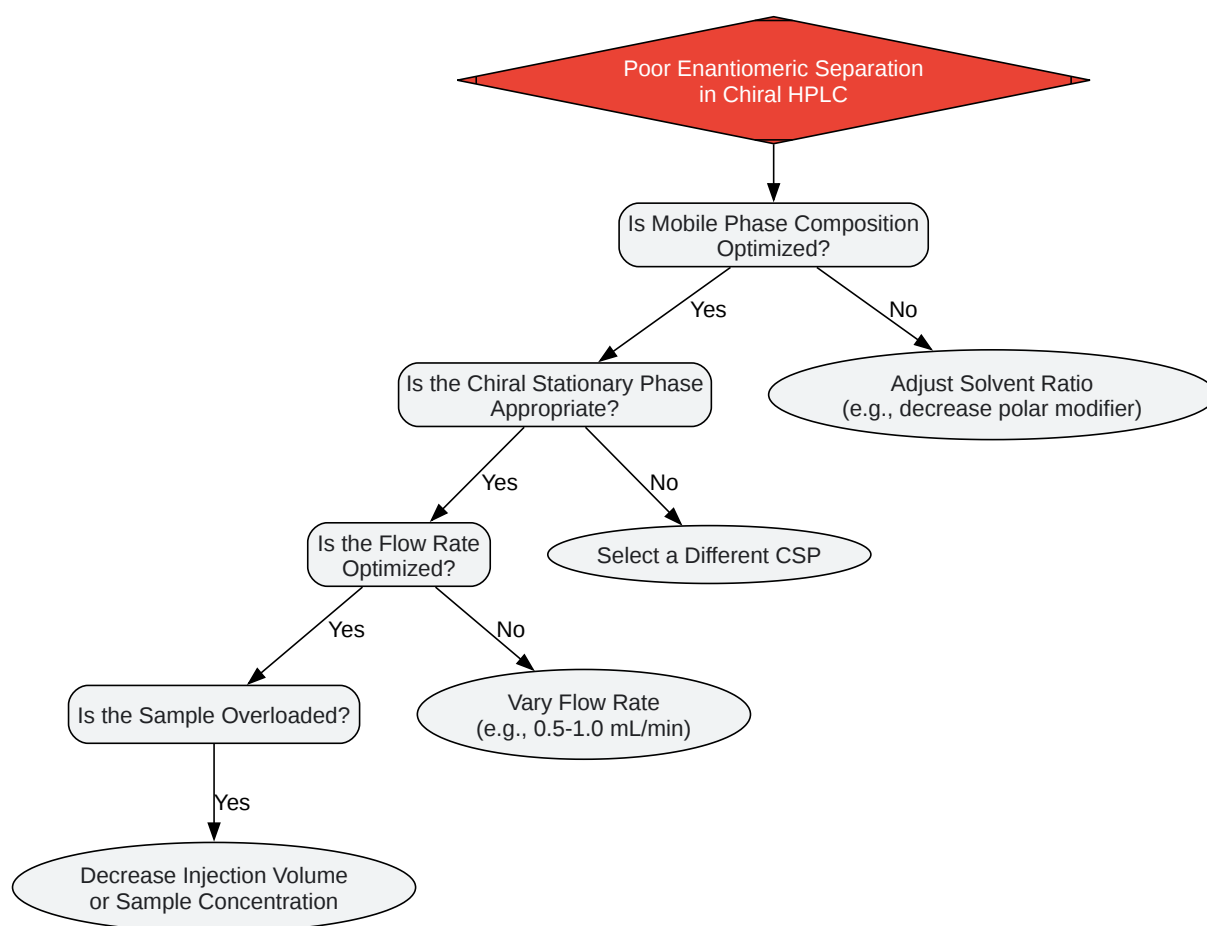 Poor Enantiomeric Separation
in Chiral HPLC
Is Mobile Phase Composition
Optimized?
Yes
No
Is the Chiral Stationary Phase
Appropriate?
Adjust Solvent Ratio
(e.g., decrease polar modifier)
Yes
No
Is the Flow Rate
Optimized?
Select a Different CSP
Yes
No
Is the Sample Overloaded?
Vary Flow Rate
(e.g., 0.5-1.0 mL/min)
Yes
Decrease Injection Volume
or Sample Concentration